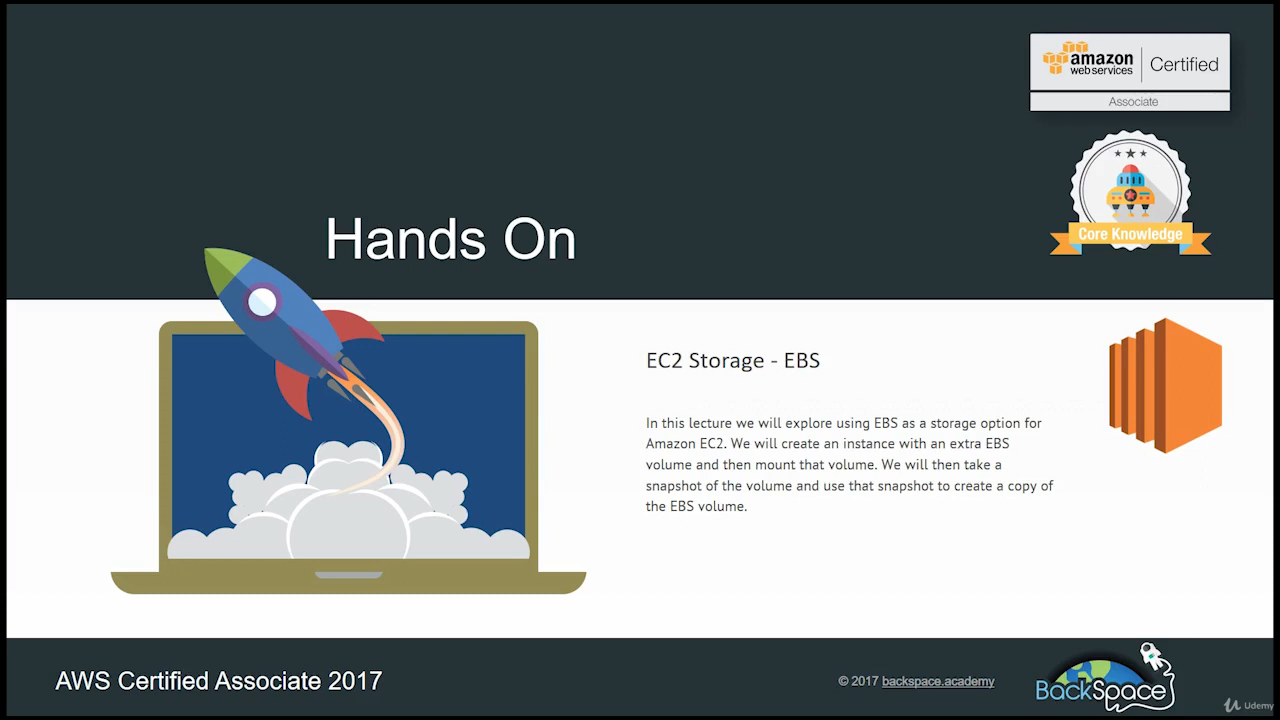 amazon
webservices
Certified
Associate
Core Knowledge
Hands On
EC2 Storage - EBS
In this lecture we will explore using EBS as a storage option for
Amazon EC2. We will create an instance with an extra EBS
volume and then mount that volume. We will then take a
snapshot of the volume and use that snapshot to create a copy of
the EBS volume.
AWS Certified Associate 2017
© 2017 backspace.academy
BackSpace
Udemy